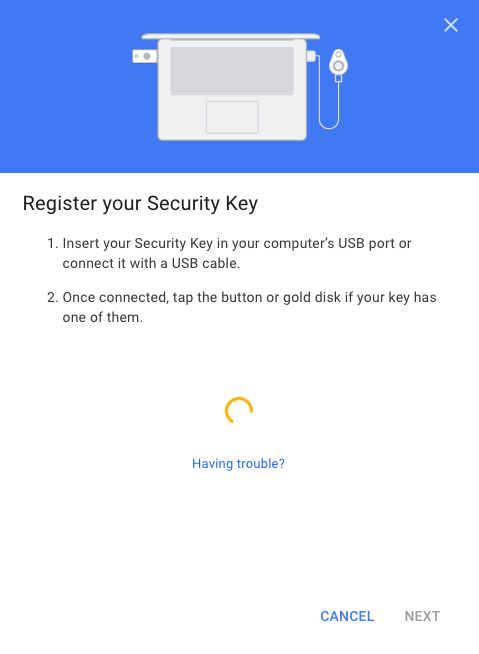 Register your Security Key
1. Insert your Security Key in your computer’s USB port or
connect it with a USB cable.
2. Once connected, tap the button or gold disk if your key has
one of them.
Having trouble?
CANCEL NEXT